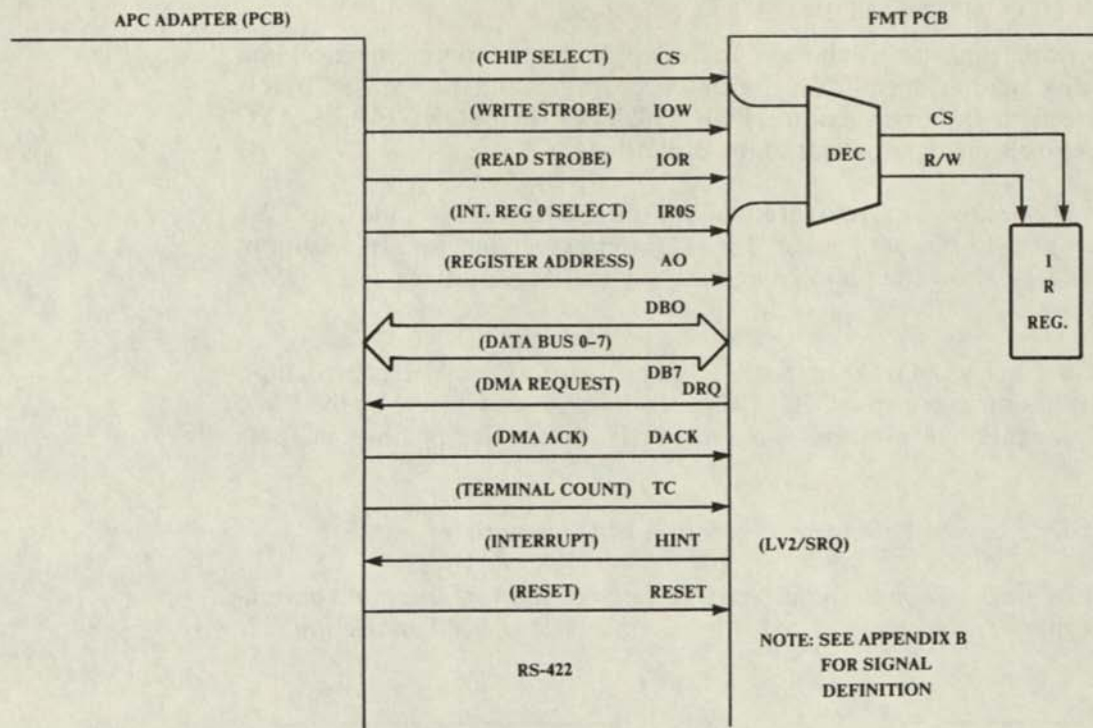 APC ADAPTER (PCB)
FMT PCB
(CHIP SELECT) CS
(WRITE STROBE) IOW
(READ STROBE) IOR
(INT. REG 0 SELECT) IR0S
(REGISTER ADDRESS) AO
DBO
(DATA BUS 0–7)
DB7
(DMA REQUEST) DRQ
(DMA ACK) DACK
(TERMINAL COUNT) TC
(INTERRUPT) HINT
(LV2/SRQ)
(RESET) RESET
RS-422
DEC
CS
R/W
I
R
REG.
NOTE: SEE APPENDIX B
FOR SIGNAL
DEFINITION